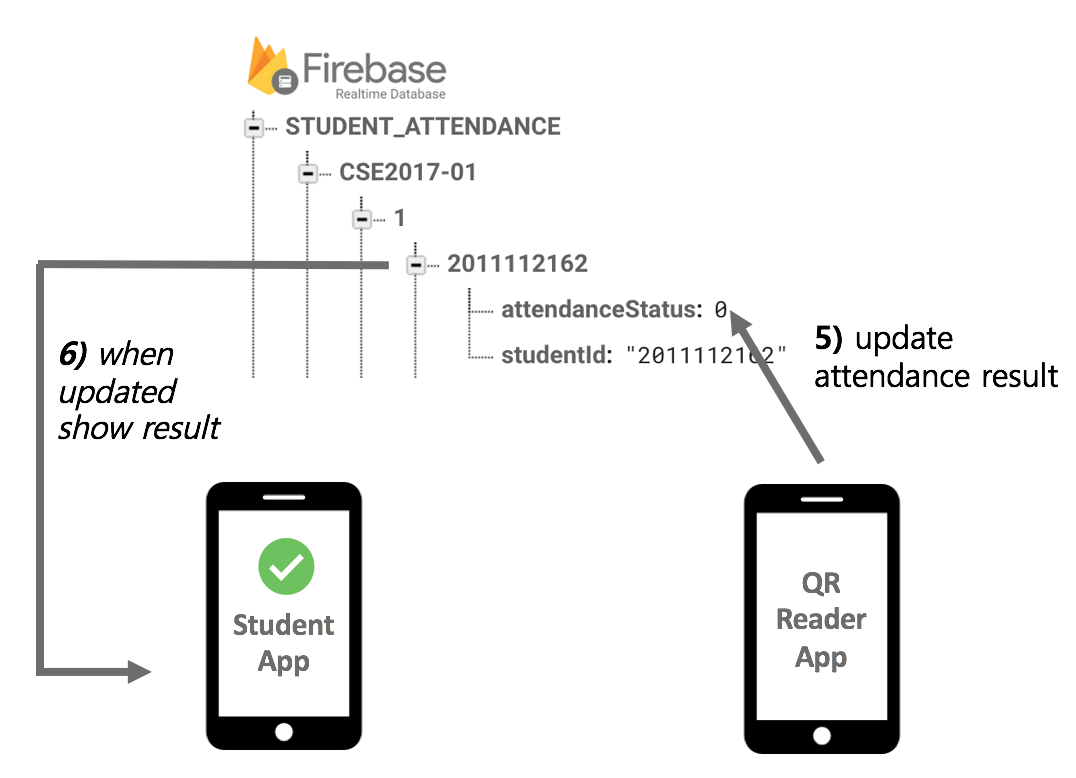 Firebase
Realtime Database
STUDENT_ATTENDANCE
CSE2017-01
1
2011112162
attendanceStatus: 0
studentId: "2011112162"
5) update
attendance result
6) when
updated
show result
Student
App
QR
Reader
App